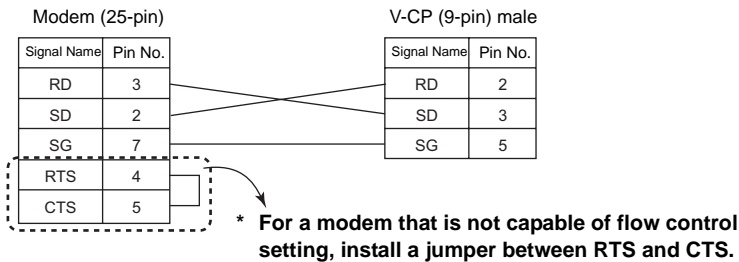 Modem (25-pin) V-CP (9-pin) male
Signal Name Pin No. Signal Name Pin No.
RD 3 RD 2
SD 2 SD 3
SG 7 SG 5
RTS 4
CTS 5
* For a modem that is not capable of flow control
setting, install a jumper between RTS and CTS.